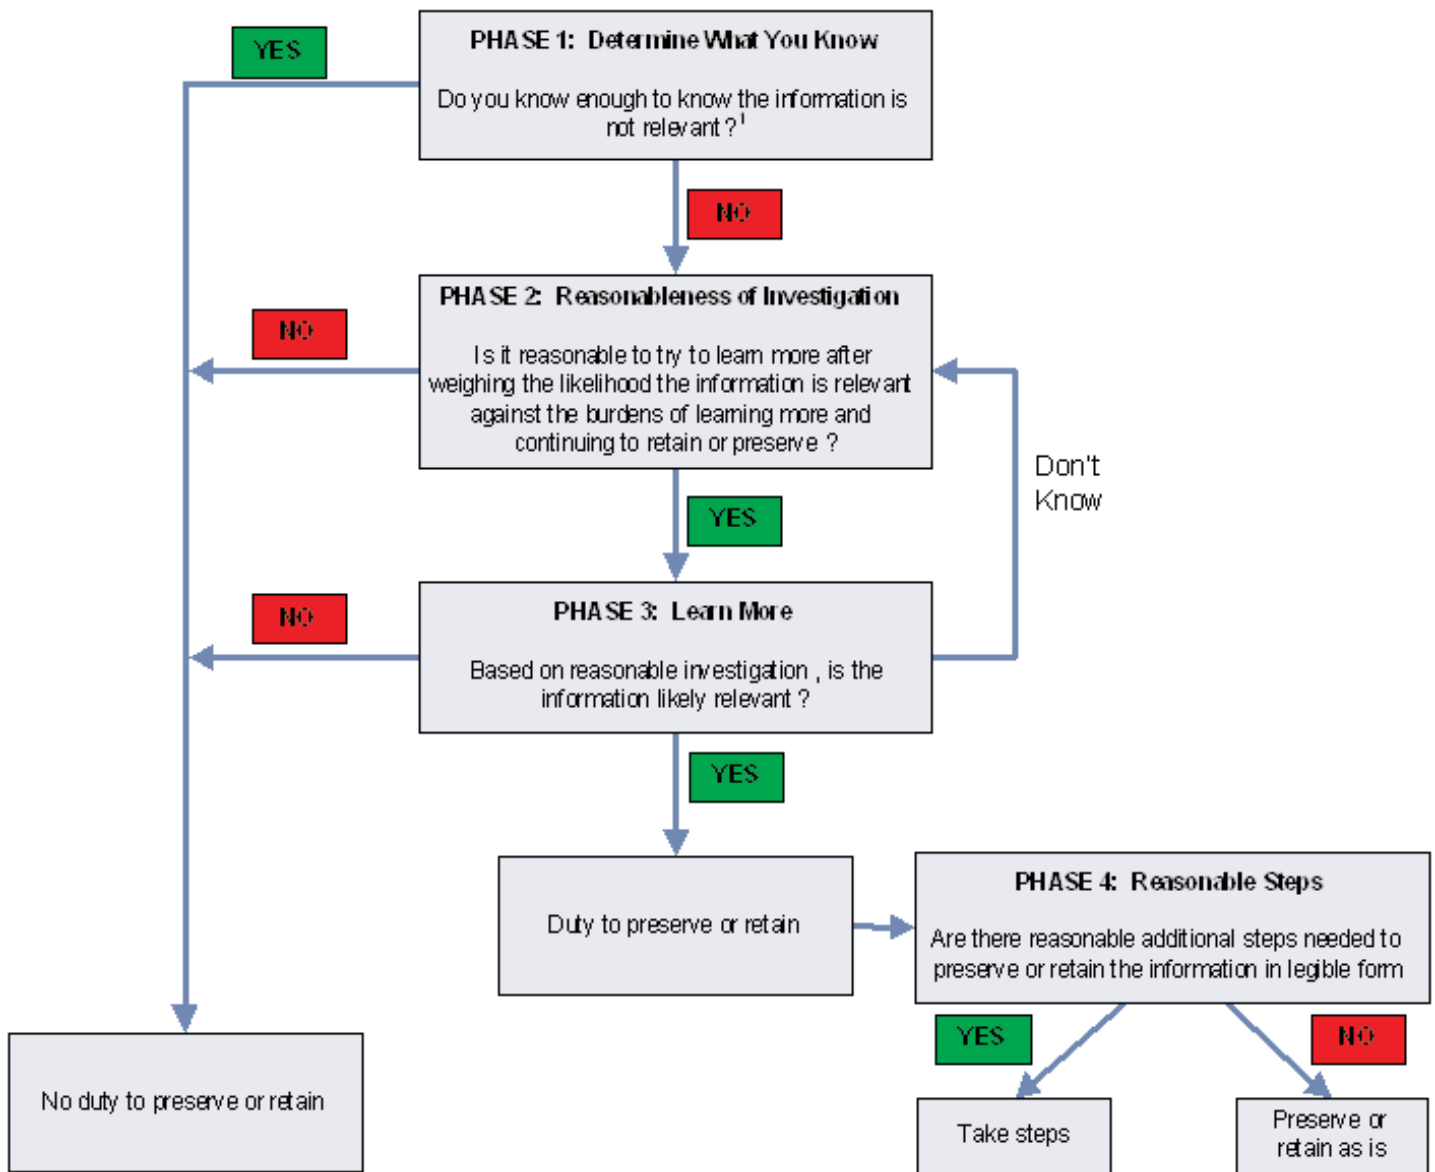 YES
PHASE 1: Determine What You Know
Do you know enough to know the information is
not relevant?¹
NO
PHASE 2: Reasonableness of Investigation
NO
Is it reasonable to try to learn more after
weighing the likelihood the information is relevant
against the burdens of learning more and
continuing to retain or preserve ?
Don't
Know
YES
PHASE 3: Learn More
NO
Based on reasonable investigation , is the
information likely relevant ?
YES
Duty to preserve or retain
PHASE 4: Reasonable Steps
Are there reasonable additional steps needed to
preserve or retain the information in legible form
YES
NO
No duty to preserve or retain
Take steps
Preserve or
retain as is